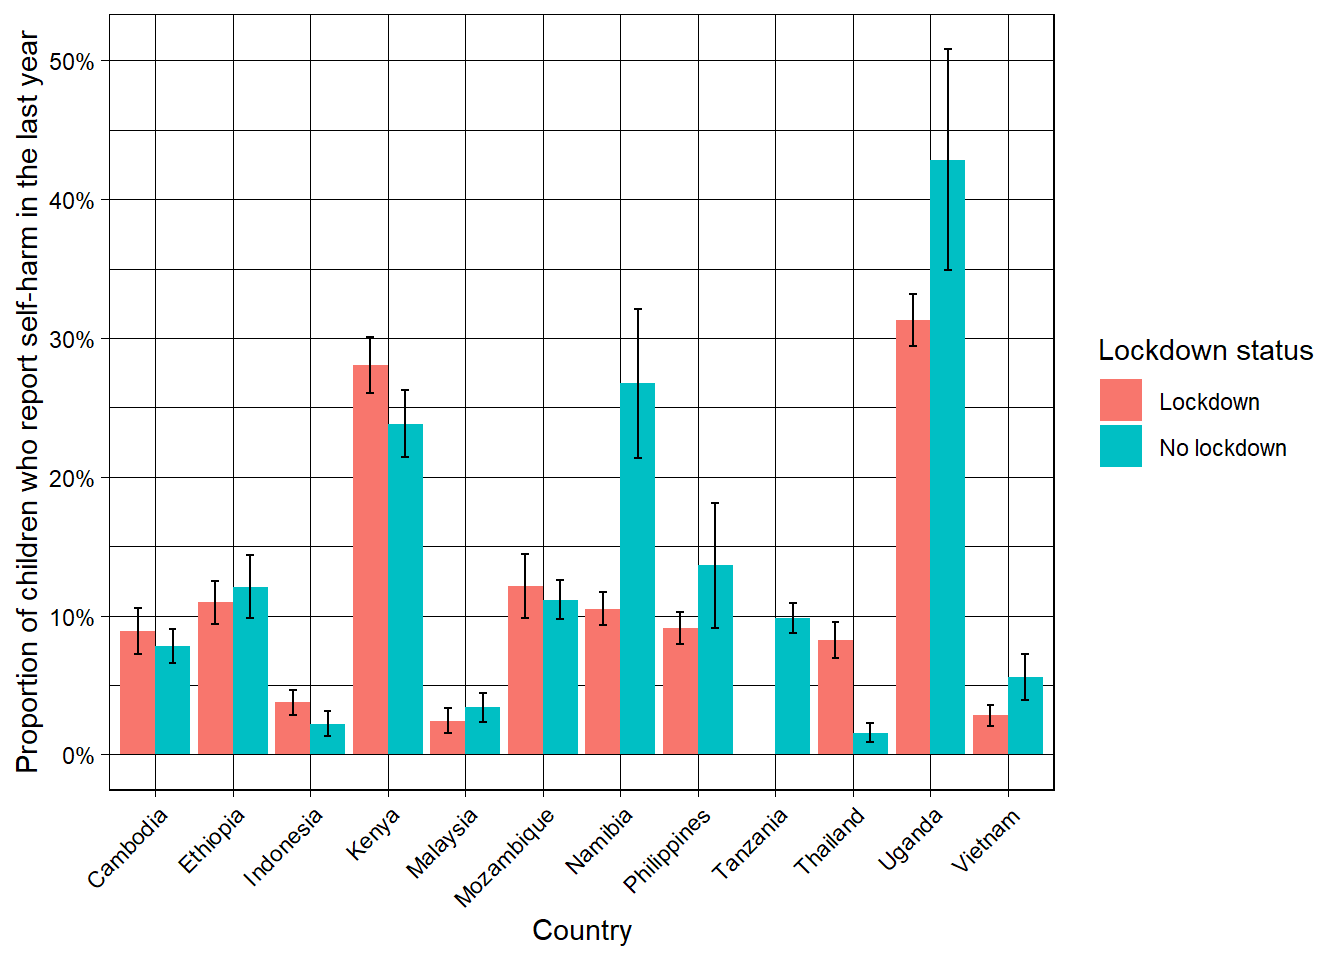 Proportion of children who report self-harm in the last year
50%
40%
30%
20%
10%
0%
Cambodia
Ethiopia
Indonesia
Kenya
Malaysia
Mozambique
Namibia
Philippines
Tanzania
Thailand
Uganda
Vietnam
Country
Lockdown status
Lockdown
No lockdown